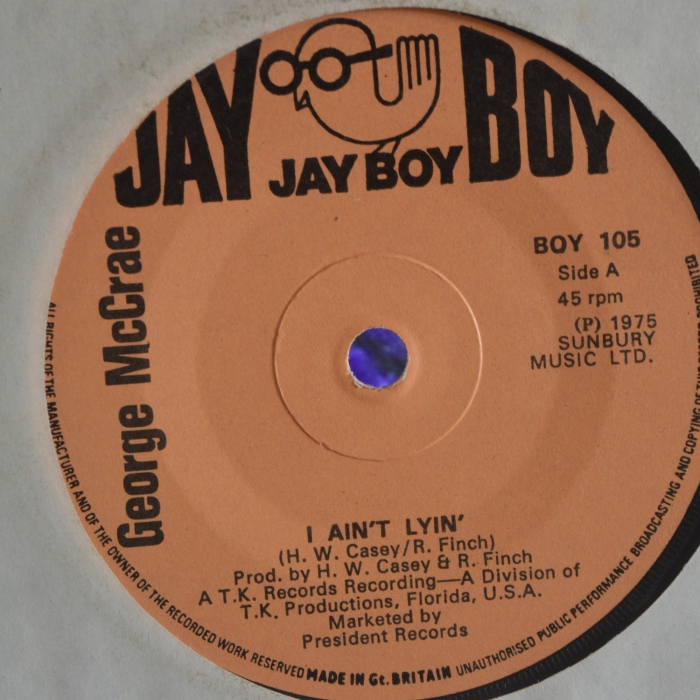 JAY BOY
JAY BOY
George McCrae
BOY 105
Side A
45 rpm
(P) 1975
SUNBURY
MUSIC LTD.
I AIN'T LYIN'
(H. W. Casey/R. Finch)
Prod. by H. W. Casey & R. Finch
A T.K. Records Recording—A Division of
T.K. Productions, Florida, U.S.A.
Marketed by
President Records
ALL RIGHTS OF THE MANUFACTURER AND OF THE OWNER OF THE RECORDED WORK RESERVED MADE IN Gt. BRITAIN UNAUTHORISED PUBLIC PERFORMANCE BROADCASTING AND COPYING OF PROHIBITED